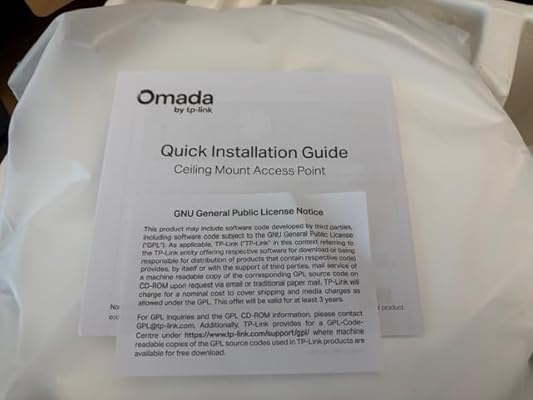 Omada
by tp-link
Quick Installation Guide
Ceiling Mount Access Point
GNU General Public License Notice
This product may include software code developed by third parties,
including software code subject to the GNU General Public License
("GPL"). As applicable, TP-Link ("TP-Link" in this context referring to
the TP-Link entity offering respective software for download or being
responsible for distribution of products that contain respective code)
provides, by itself or with the support of third parties, mail service of
a machine readable copy of the corresponding GPL source code on
CD-ROM upon request via email or traditional paper mail. TP-Link will
charge for a nominal cost to cover shipping and media charges as
allowed under the GPL. This offer will be valid for at least 3 years.
For GPL inquiries and the GPL CD-ROM information, please contact
GPL@tp-link.com. Additionally, TP-Link provides for a GPL-Code-
Centre under https://www.tp-link.com/support/gpl/ where machine
readable copies of the GPL source codes used in TP-Link products are
available for free download.
product.